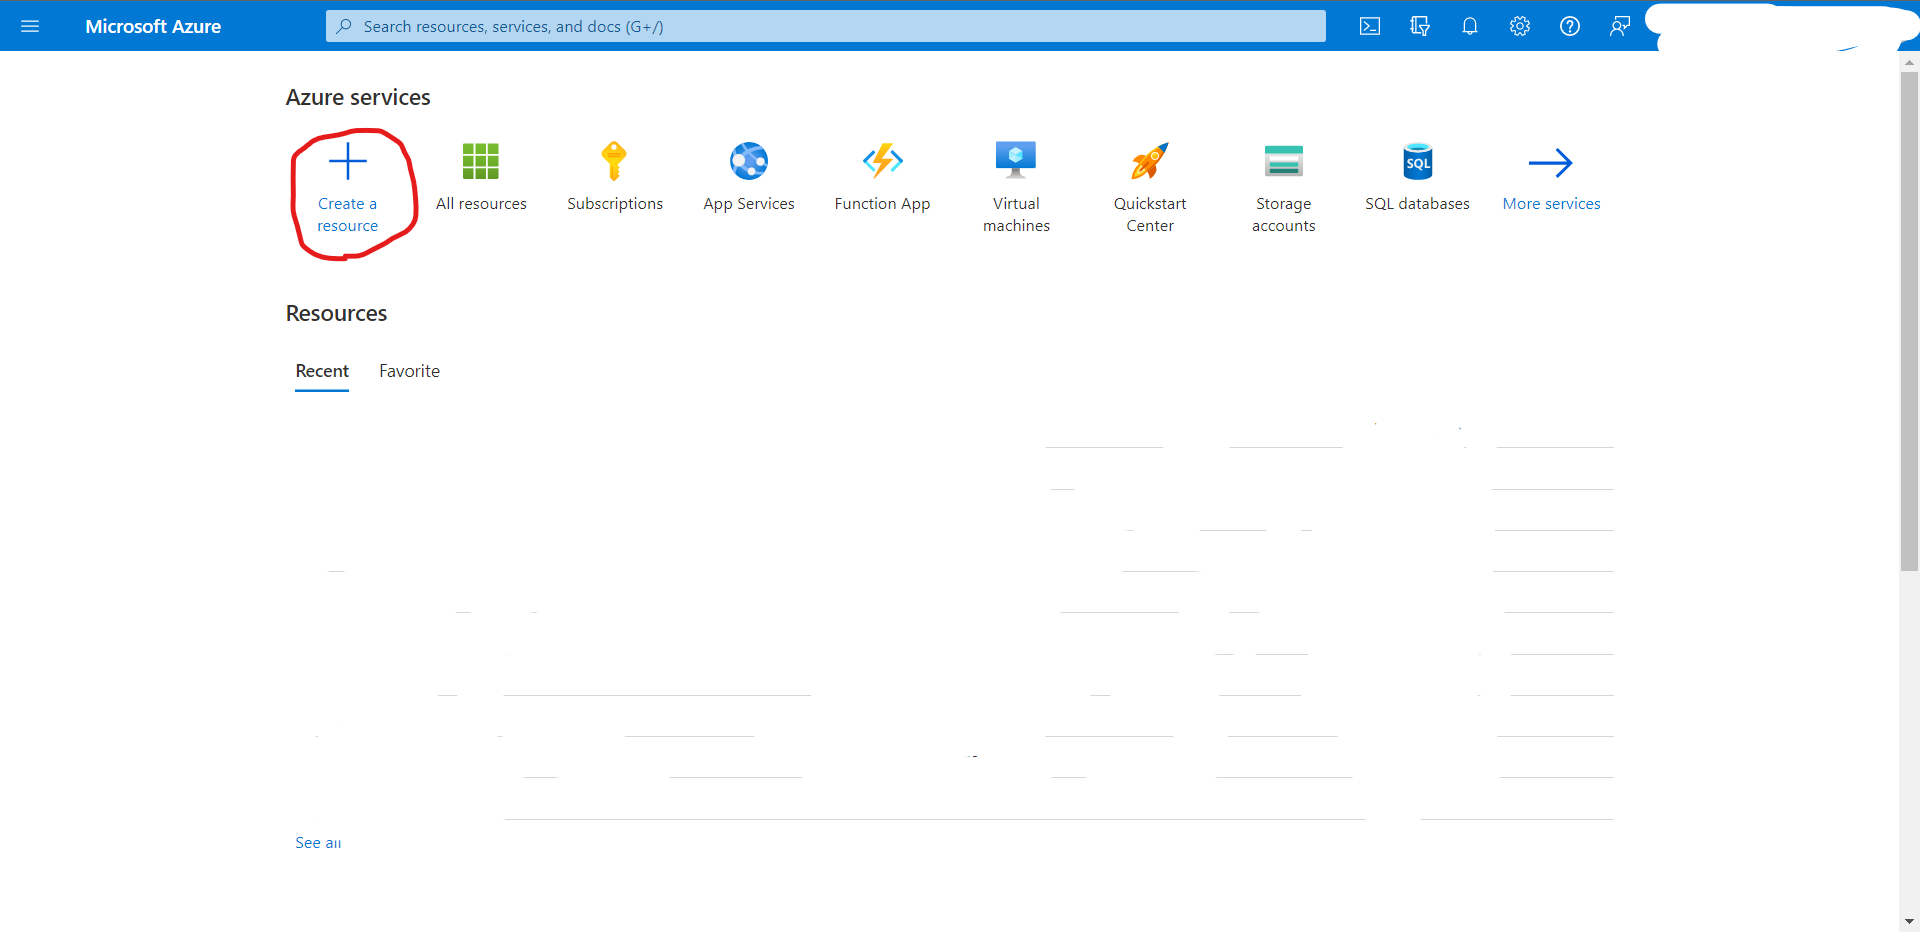 Microsoft Azure
Search resources, services, and docs (G+/)
Azure services
Create a
resource
All resources
Subscriptions
App Services
Function App
Virtual
machines
Quickstart
Center
Storage
accounts
SQL
SQL databases
More services
Resources
Recent
Favorite
See all